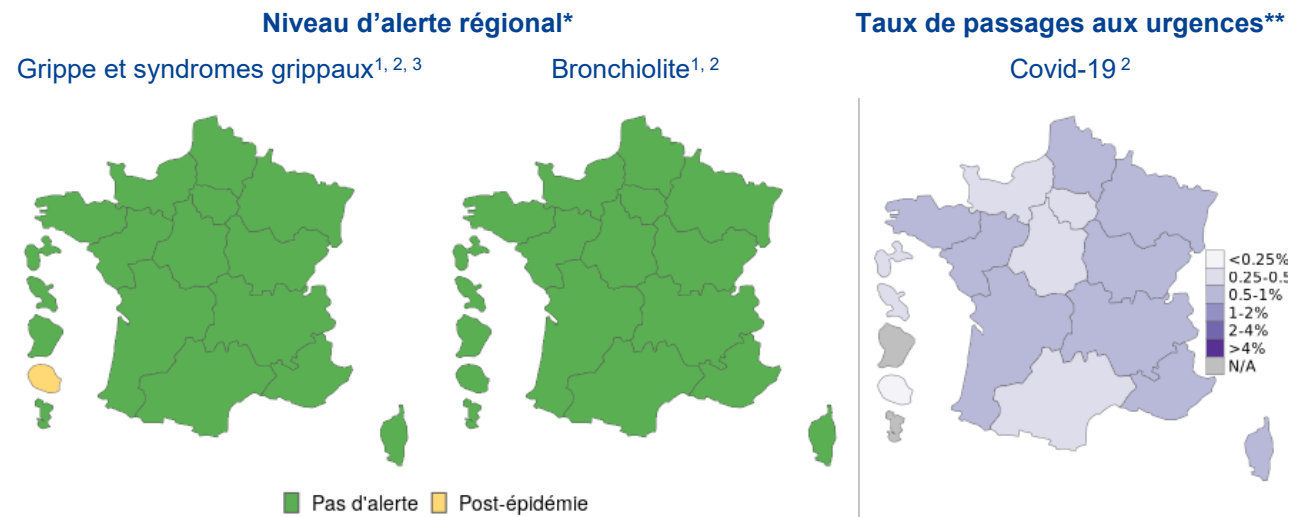 Niveau d'alerte régional*
Taux de passages aux urgences**
Grippe et syndromes grippaux1, 2, 3
Bronchiolite1, 2
Covid-19 2
<0.25%
0.25-0.5
0.5-1%
1-2%
2-4%
>4%
N/A
Pas d'alerte
Post-épidémie